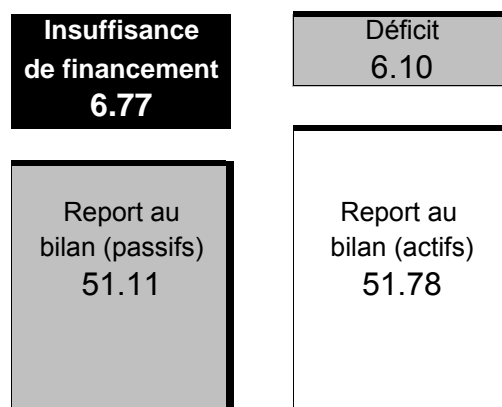 Insuffisance
de financement
6.77
Déficit
6.10
Report au
bilan (passifs)
51.11
Report au
bilan (actifs)
51.78